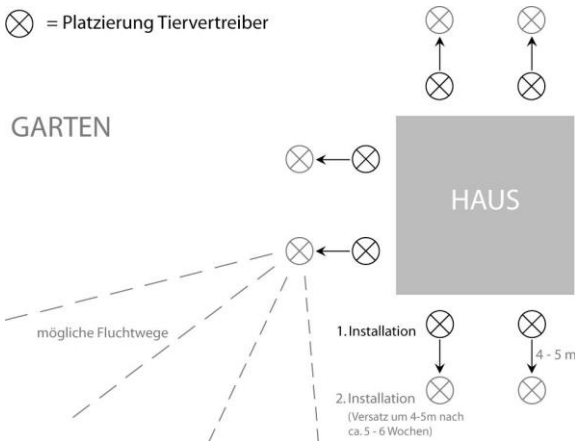 = Platzierung Tiervertreiber
GARTEN
HAUS
mögliche Fluchtwege
1. Installation
4 - 5 m
2. Installation
(Versatz um 4-5m nach
ca. 5 - 6 Wochen)